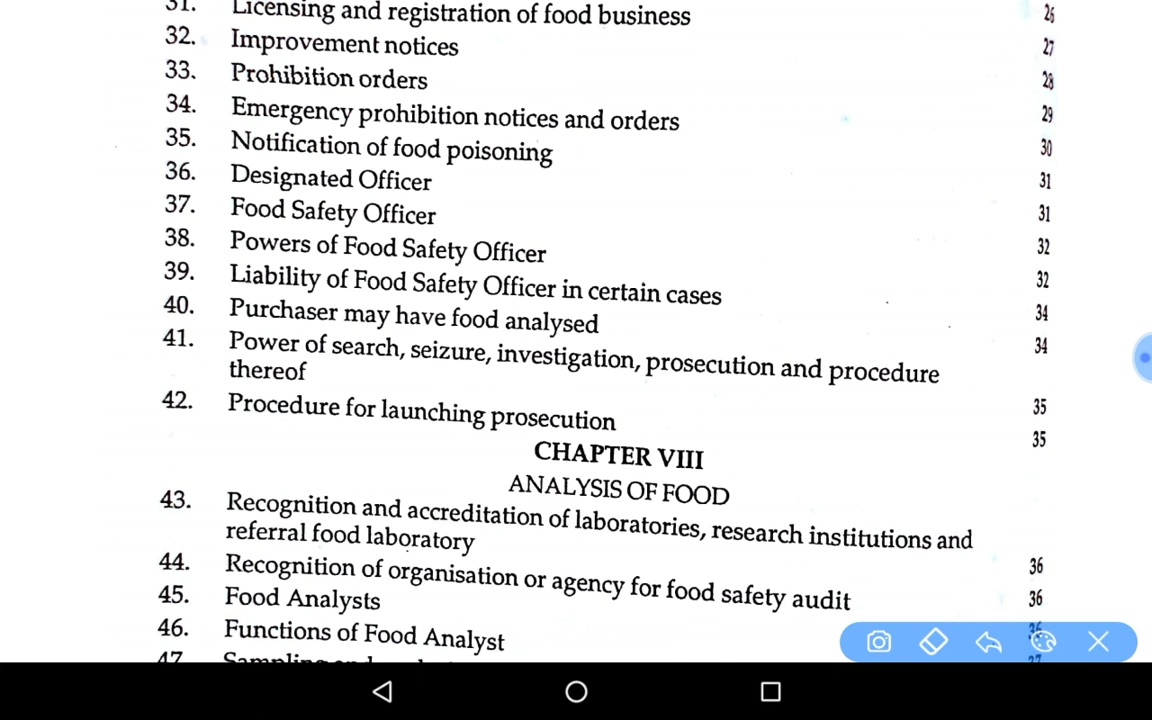 31. Licensing and registration of food business 26
32. Improvement notices 27
33. Prohibition orders 28
34. Emergency prohibition notices and orders 29
35. Notification of food poisoning 30
36. Designated Officer 31
37. Food Safety Officer 31
38. Powers of Food Safety Officer 32
39. Liability of Food Safety Officer in certain cases 32
40. Purchaser may have food analysed 34
41. Power of search, seizure, investigation, prosecution and procedure 34
thereof
42. Procedure for launching prosecution 35
35
CHAPTER VIII
ANALYSIS OF FOOD
43. Recognition and accreditation of laboratories, research institutions and
referral food laboratory 36
44. Recognition of organisation or agency for food safety audit 36
45. Food Analysts
46. Functions of Food Analyst 36
47. Sampling and 37